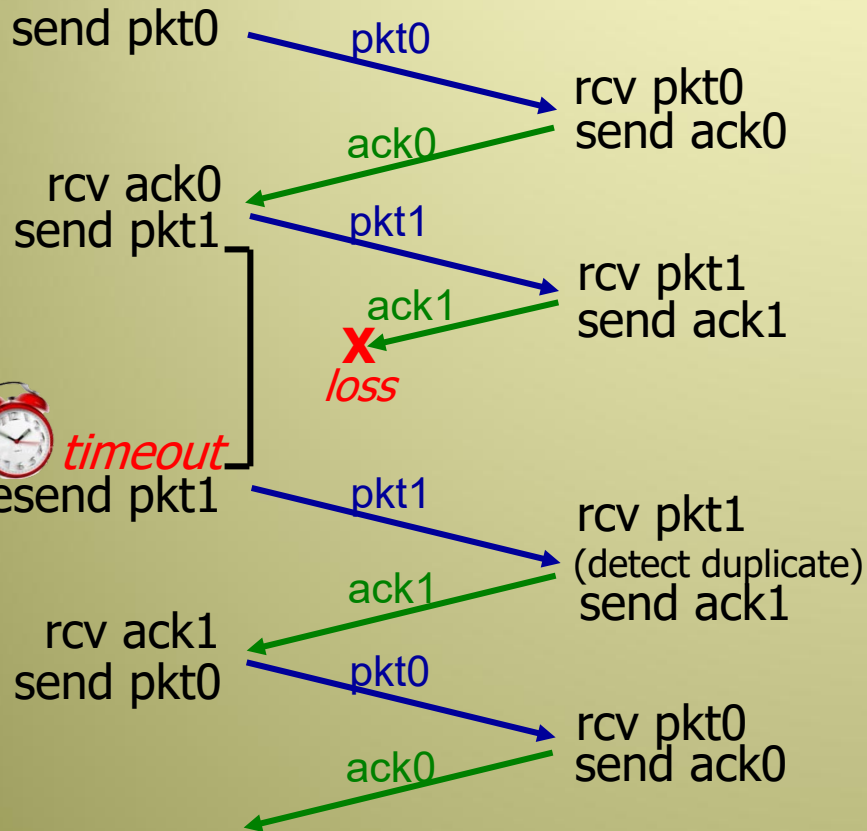 send pkt0
pkt0
rcv pkt0
send ack0
ack0
rcv ack0
send pkt1
pkt1
rcv pkt1
send ack1
ack1
X
loss
timeout
esend pkt1
pkt1
rcv pkt1
(detect duplicate)
send ack1
ack1
rcv ack1
send pkt0
pkt0
rcv pkt0
send ack0
ack0